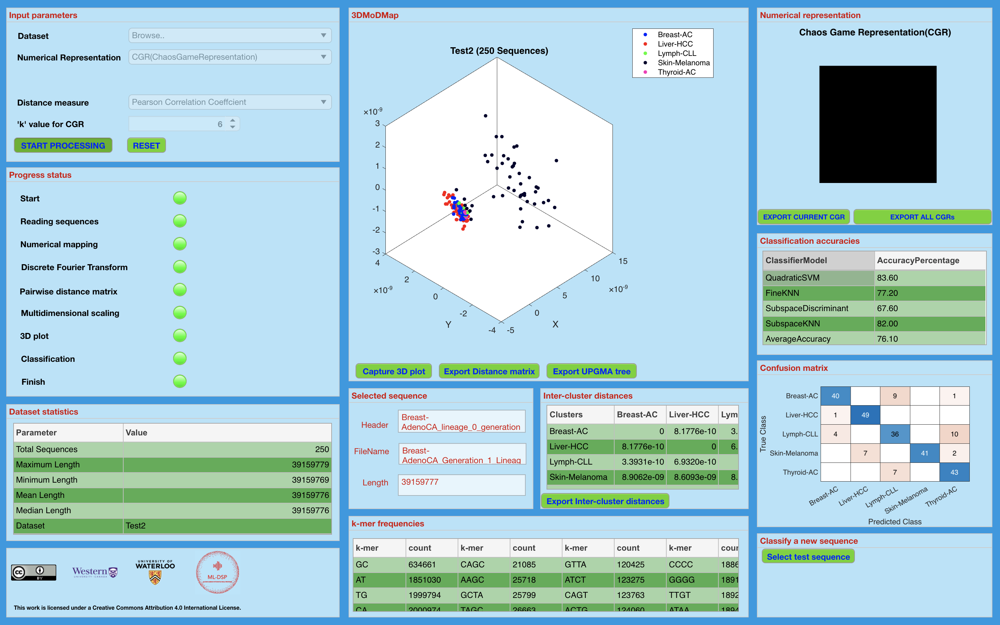 Input parameters
Dataset Browse..
Numerical Representation CGR(ChaosGameRepresentation)
Distance measure Pearson Correlation Coeffcient
'k' value for CGR 6
START PROCESSING RESET
Progress status
Start
Reading sequences
Numerical mapping
Discrete Fourier Transform
Pairwise distance matrix
Multidimensional scaling
3D plot
Classification
Finish
Dataset statistics
Parameter Value
Total Sequences 250
Maximum Length 39159779
Minimum Length 39159769
Mean Length 39159776
Median Length 39159776
Dataset Test2
cc BY
Western
UNIVERSITY · CANADA
UNIVERSITY OF
WATERLOO
ML-DSP
This work is licensed under a Creative Commons Attribution 4.0 International License.
3DMoDMap
Breast-AC
Liver-HCC
Lymph-CLL
Skin-Melanoma
Thyroid-AC
Test2 (250 Sequences)
×10-9
3
2
1
0
-1
-2
-3
4
2
0
-2
-4
×10-9
Y
-5
0
5
10
15
×10-9
X
Capture 3D plot Export Distance matrix Export UPGMA tree
Selected sequence
Header Breast-
AdenoCA_lineage_0_generation
FileName Breast-
AdenoCA_Generation_1_Lineag
Length 39159777
Inter-cluster distances
Clusters Breast-AC Liver-HCC Lym
Breast-AC 0 8.1776e-10 3.
Liver-HCC 8.1776e-10 0 6.
Lymph-CLL 3.3931e-10 6.9320e-10
Skin-Melanoma 8.9062e-09 8.6093e-09 8.
Export Inter-cluster distances
k-mer frequencies
k-mer count k-mer count k-mer count k-mer cour
GC 634661 CAGC 21085 GTTA 120425 CCCC 1886
AT 1851030 AAGC 25718 ATCT 123275 GGGG 1891
TG 1999794 GCTA 25799 CAGT 123763 TTGT 1892
CA 2000974 TAGC 26663 ACTG 124060 ATAA 1894
Numerical representation
Chaos Game Representation(CGR)
EXPORT CURRENT CGR EXPORT ALL CGRs
Classification accuracies
ClassifierModel AccuracyPercentage
QuadraticSVM 83.60
FineKNN 77.20
SubspaceDiscriminant 67.60
SubspaceKNN 82.00
AverageAccuracy 76.10
Confusion matrix
True Class
Breast-AC 40 9 1
Liver-HCC 1 49
Lymph-CLL 4 36 10
Skin-Melanoma 7 41 2
Thyroid-AC 7 43
Breast-AC Liver-HCC Lymph-CLL Skin-Melanoma Thyroid-AC
Predicted Class
Classify a new sequence
Select test sequence